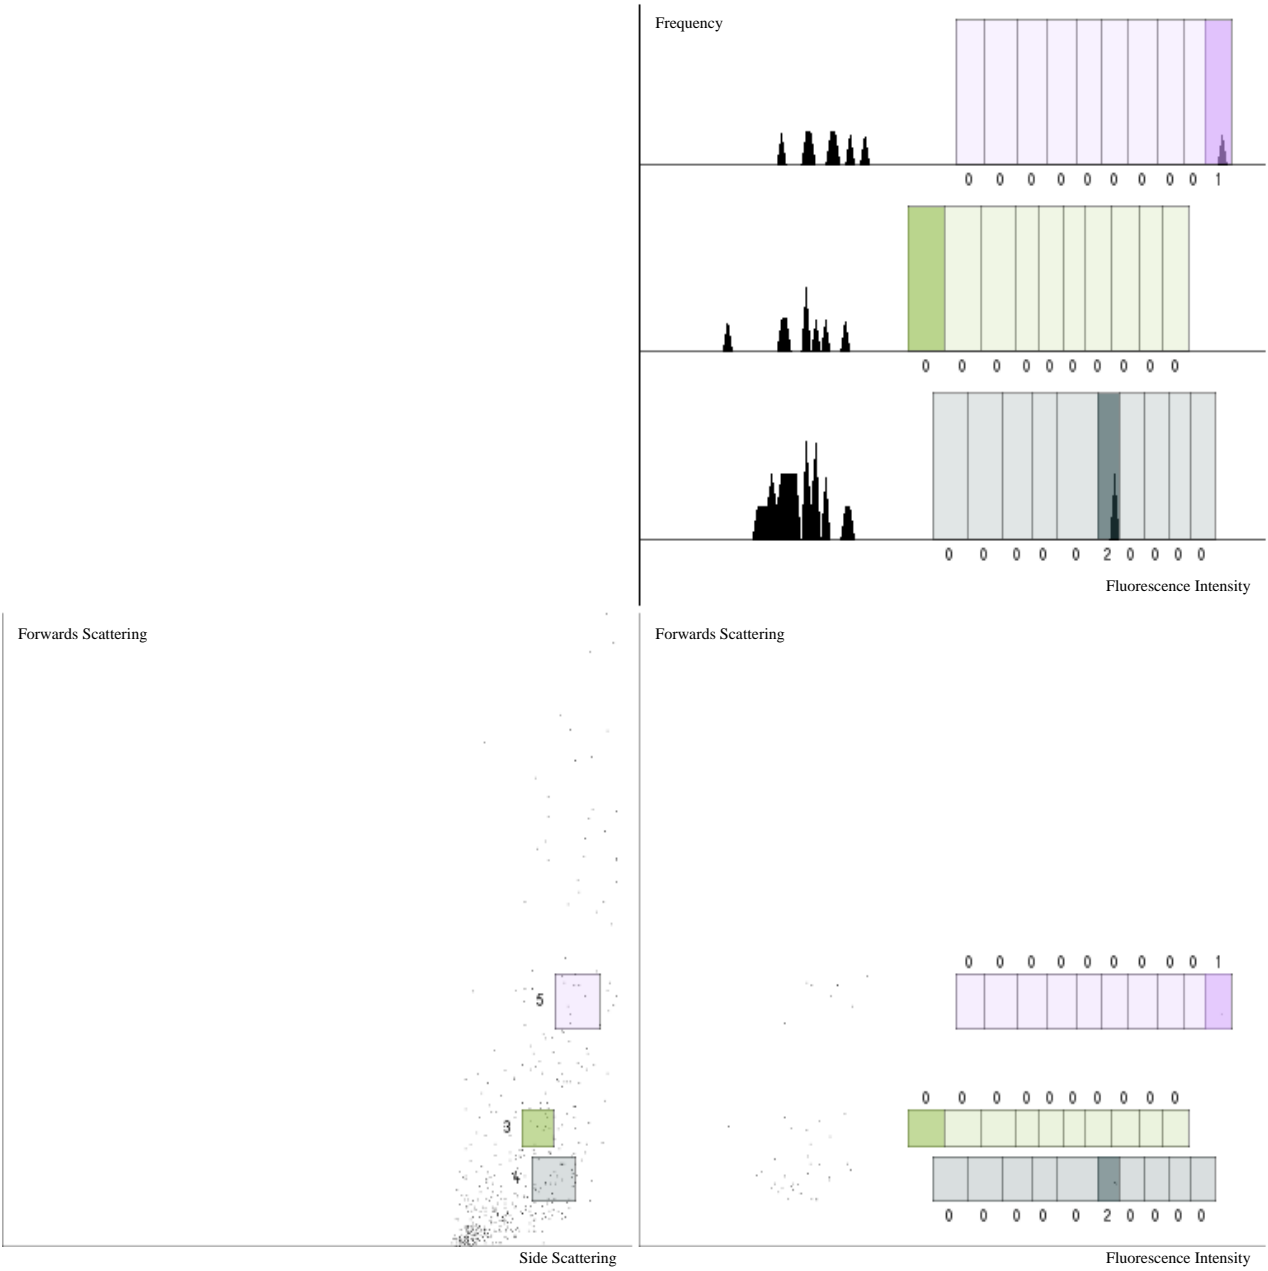 Frequency
0 0 0 0 0 0 0 0 0 1
0 0 0 0 0 0 0 0 0 0
0 0 0 0 0 2 0 0 0 0
Fluorescence Intensity
Forwards Scattering
Forwards Scattering
0 0 0 0 0 0 0 0 0 1
5
0 0 0 0 0 0 0 0 0 0
3
4
0 0 0 0 0 2 0 0 0 0
Side Scattering
Fluorescence Intensity